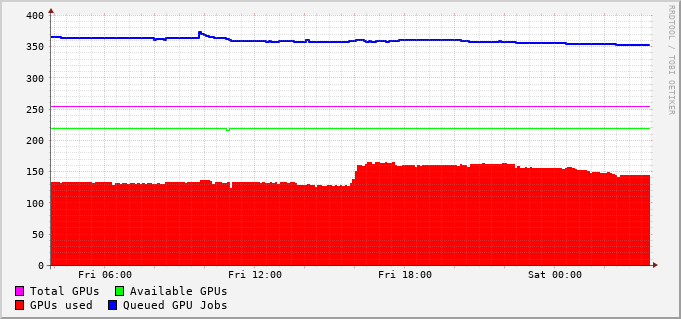 RRDTOOL / TOBI OETIKER
400
350
300
250
200
150
100
50
0
Fri 06:00 Fri 12:00 Fri 18:00 Sat 00:00
Total GPUs Available GPUs
GPUs used Queued GPU Jobs